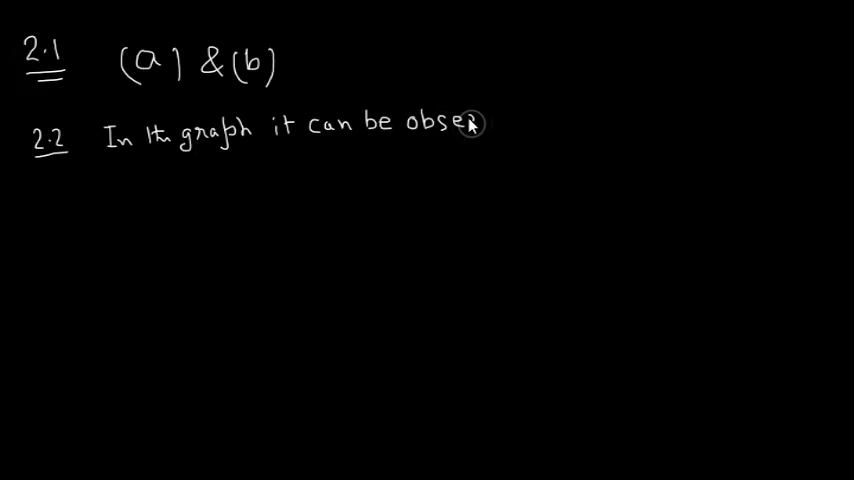 2.1 (a) & (b)
2.2 In the graph it can be obse